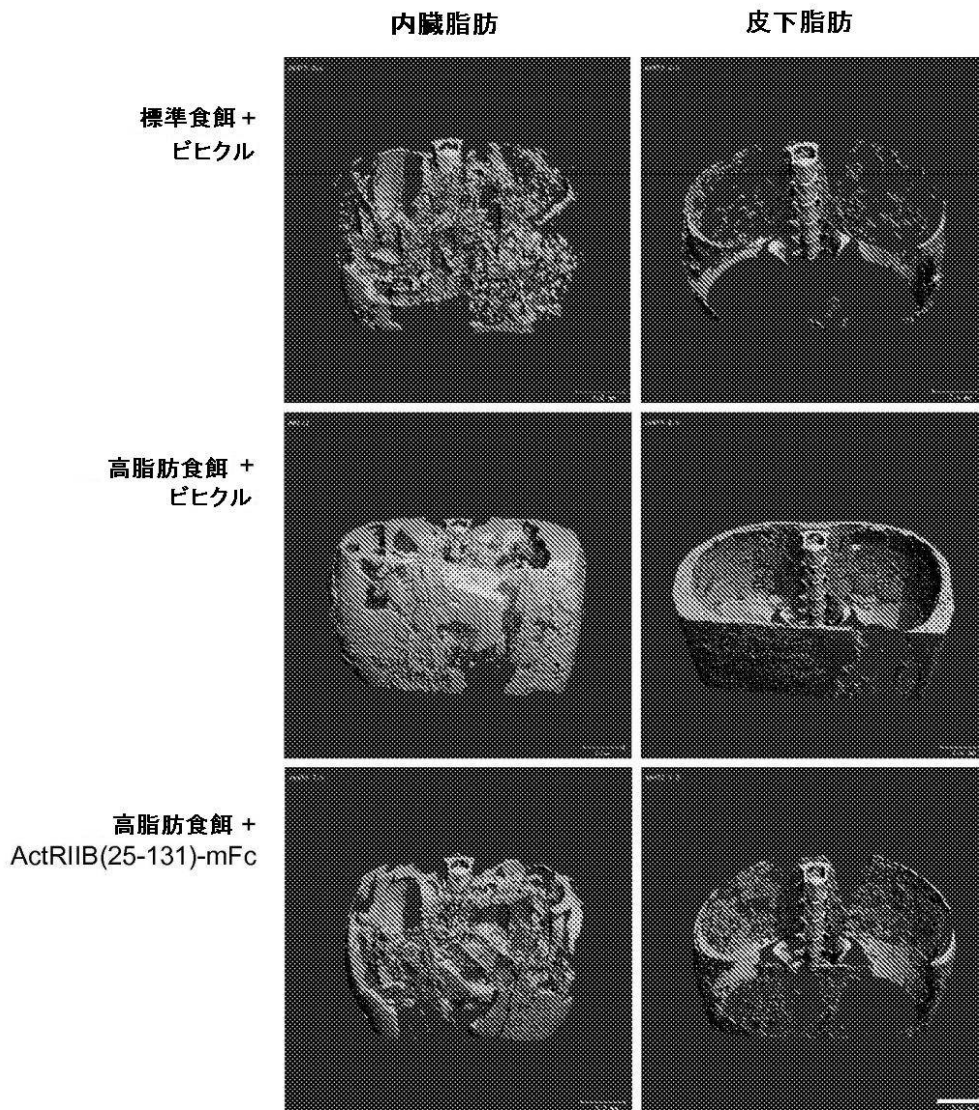 内臓脂肪
皮下脂肪
標準食餌 +
ビヒクル
高脂肪食餌 +
ビヒクル
高脂肪食餌 +
ActRIIB(25-131)-mFc